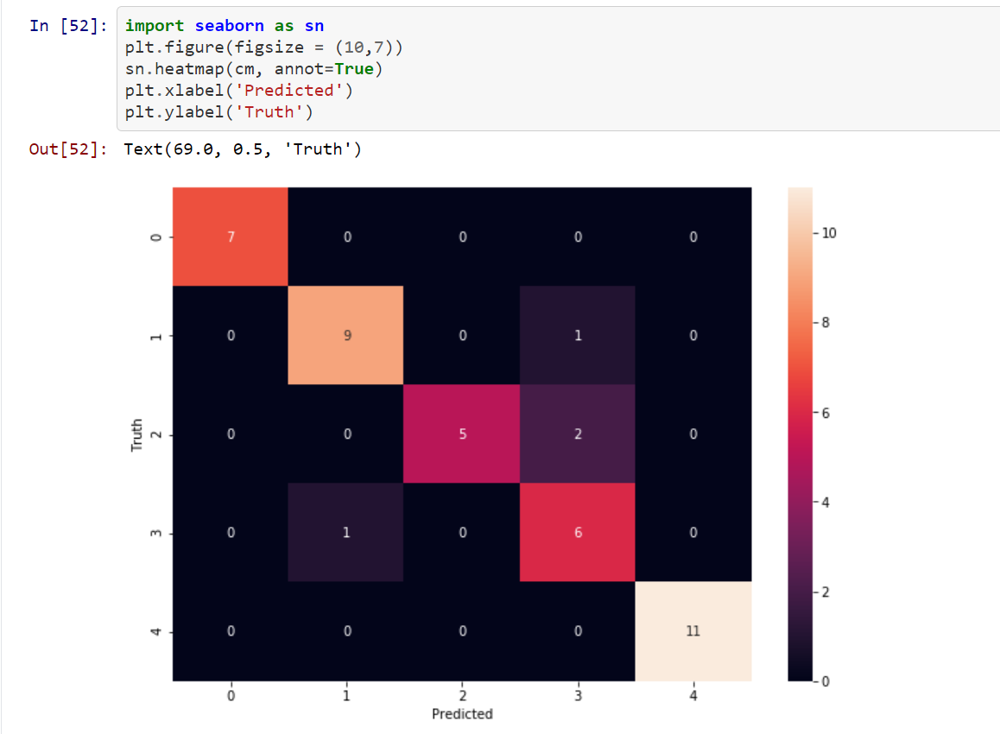 In [52]: import seaborn as sn
plt.figure(figsize = (10,7))
sn.heatmap(cm, annot=True)
plt.xlabel('Predicted')
plt.ylabel('Truth')
Out[52]: Text(69.0, 0.5, 'Truth')
0 7 0 0 0 0
1 0 9 0 1 0
2 0 0 5 2 0
3 0 1 0 6 0
4 0 0 0 0 11
Truth
0 1 2 3 4
Predicted
10
8
6
4
2
0